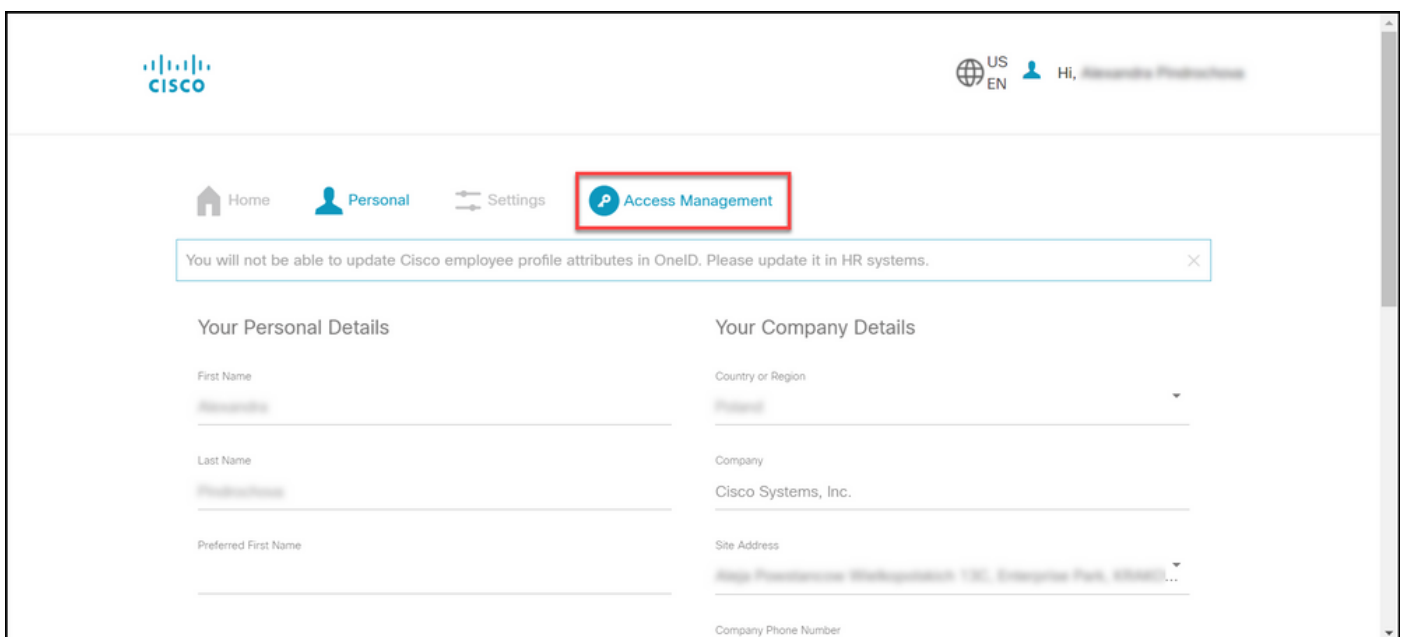 CISCO
US
EN
Hi,
Home
Personal
Settings
Access Management
You will not be able to update Cisco employee profile attributes in OneID. Please update it in HR systems.
Your Personal Details
Your Company Details
First Name
Country or Region
Last Name
Company
Cisco Systems, Inc.
Preferred First Name
Site Address
Company Phone Number